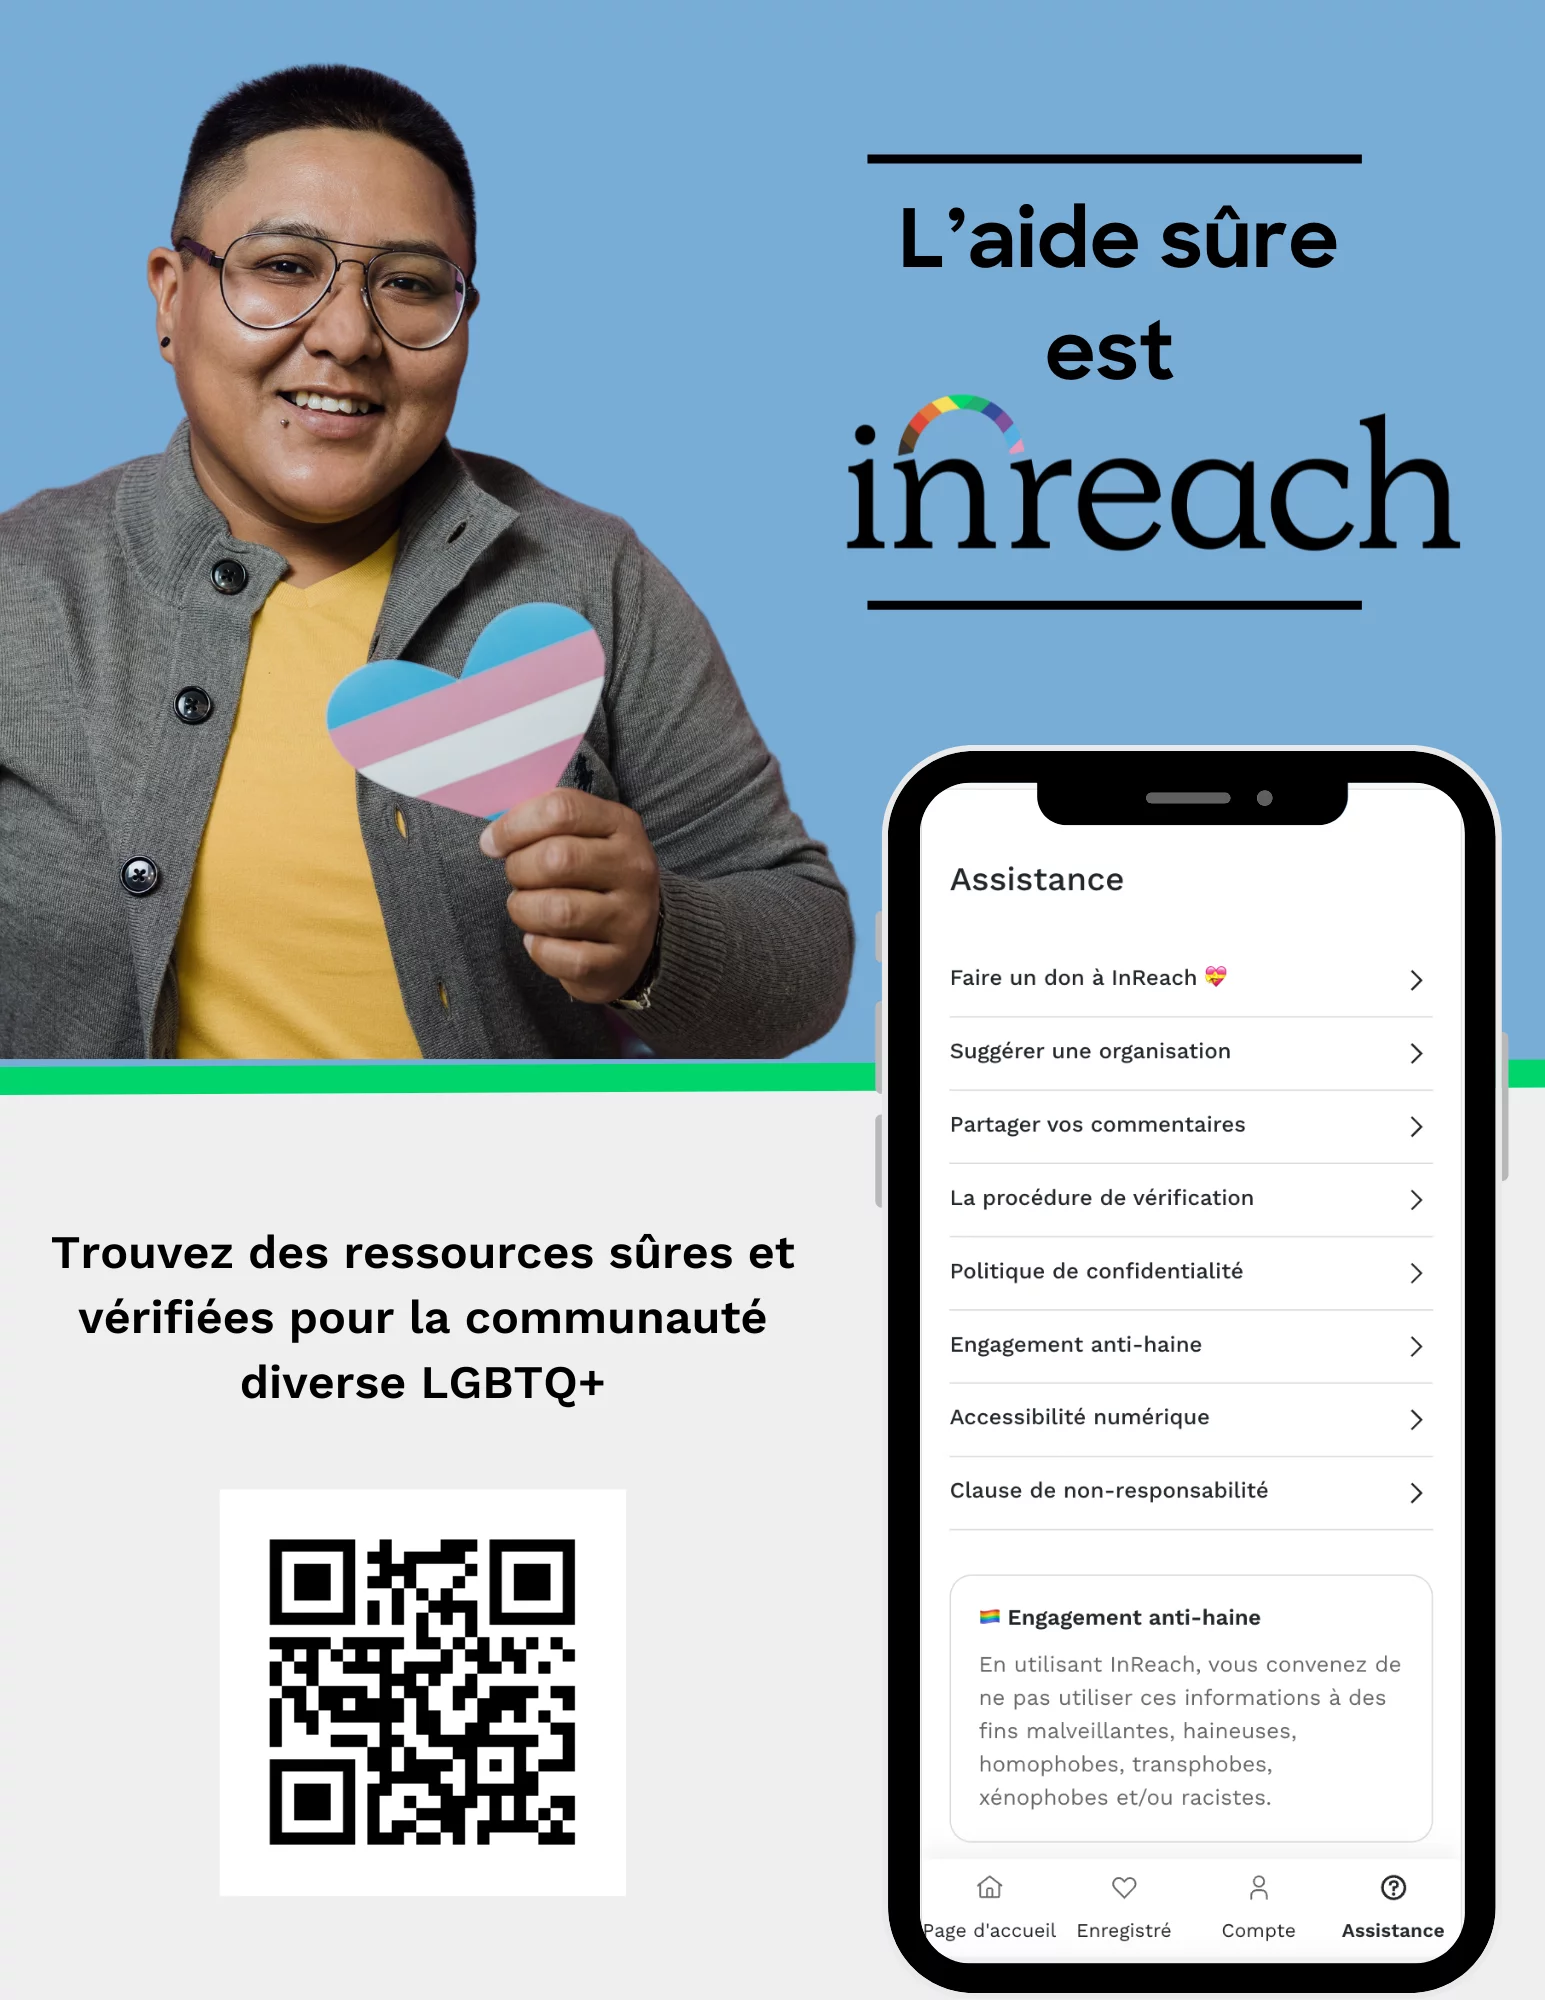 L’aide sûre
est
inreach
Assistance
Faire un don à InReach 💝
Suggérer une organisation
Partager vos commentaires
La procédure de vérification
Politique de confidentialité
Engagement anti-haine
Accessibilité numérique
Clause de non-responsabilité
🏳️‍🌈 Engagement anti-haine
En utilisant InReach, vous convenez de
ne pas utiliser ces informations à des
fins malveillantes, haineuses,
homophobes, transphobes,
xénophobes et/ou racistes.
Page d'accueil Enregistré Compte Assistance
Trouvez des ressources sûres et
vérifiées pour la communauté
diverse LGBTQ+